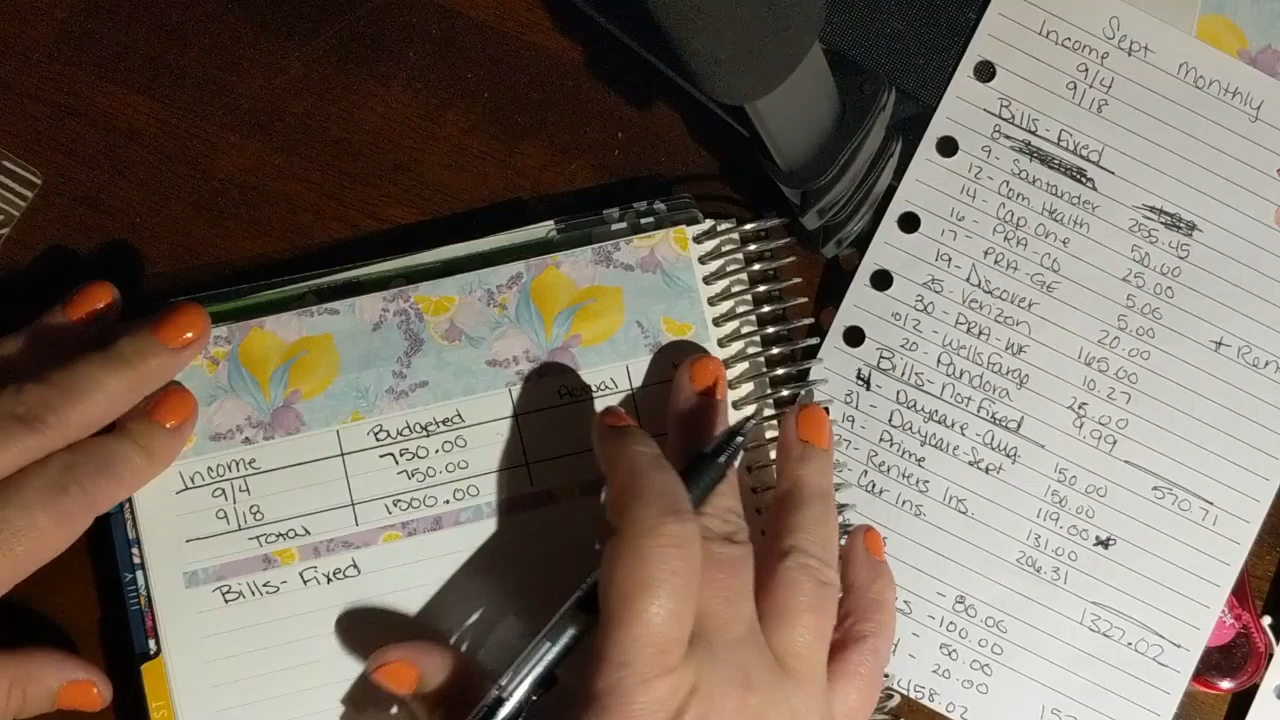 Income
Budgeted
Actual
9/4
750.00
9/18
750.00
Total
1500.00
Bills-Fixed
Sept Monthly
Income
9/4
9/18
Bills-Fixed
8-
9- Santander 255.45
12- Com. Health 50.00
14- Cap. One 25.00
16- PRA-CO 5.06
17- PRA-GE 5.00
19- Discover 20.00
25- Verizon 165.00
30- PRA-WF 10.27
10/2- Wells Fargo 25.00
20- Pandora 9.99
570.71
Bills-Not Fixed
Daycare-Aug 150.00
31- Daycare-Sept 150.00
19- Prime 119.00
Renters Ins. 131.00
Car Ins. 206.31
1327.02
-80.06
-100.00
- 50.00
- 20.00
458.02